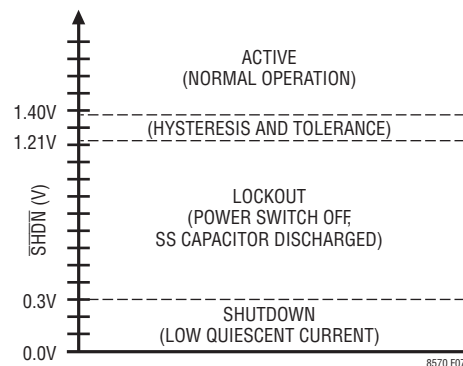 ACTIVE
(NORMAL OPERATION)
1.40V
(HYSTERESIS AND TOLERANCE)
1.21V
SHDN (V)
LOCKOUT
(POWER SWITCH OFF,
SS CAPACITOR DISCHARGED)
0.3V
SHUTDOWN
(LOW QUIESCENT CURRENT)
0.0V
8570 F07